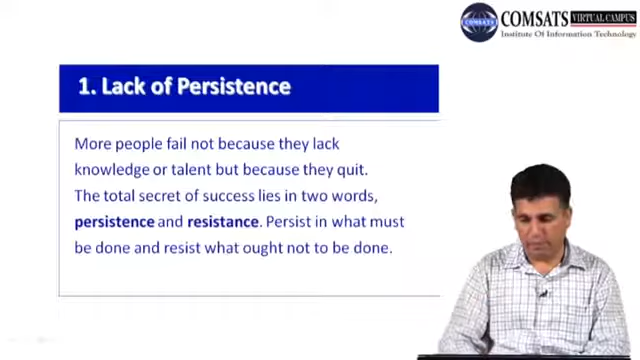 COMSATS VIRTUAL CAMPUS
Institute Of Information Technology
COMSATS
1. Lack of Persistence
More people fail not because they lack
knowledge or talent but because they quit.
The total secret of success lies in two words,
persistence and resistance. Persist in what must
be done and resist what ought not to be done.